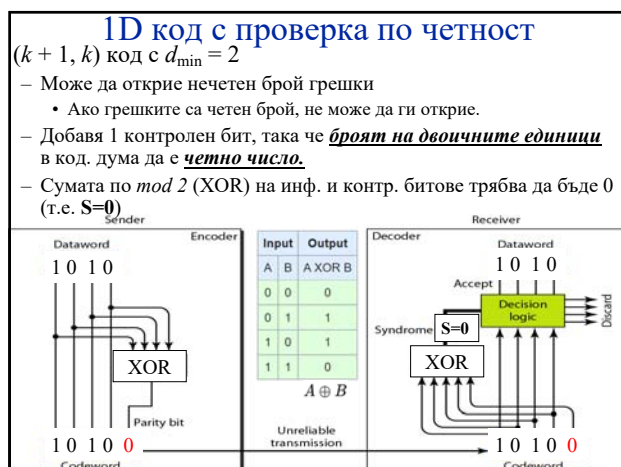 1D код с проверка по четност
(k + 1, k) код с d_min = 2
– Може да открие нечетен брой грешки
• Ако грешките са четен брой, не може да ги открие.
– Добавя 1 контролен бит, така че броят на двоичните единици
в код. дума да е четно число.
– Сумата по mod 2 (XOR) на инф. и контр. битове трябва да бъде 0
(т.е. S=0)
Sender
Encoder
Dataword
1 0 1 0
XOR
Parity bit
1 0 1 0 0
Codeword
Input Output
A B A XOR B
0 0 0
0 1 1
1 0 1
1 1 0
A ⊕ B
Unreliable
transmission
Receiver
Decoder
Dataword
1 0 1 0
Accept
Decision
logic
Discard
Syndrome
S=0
XOR
1 0 1 0 0
Codeword